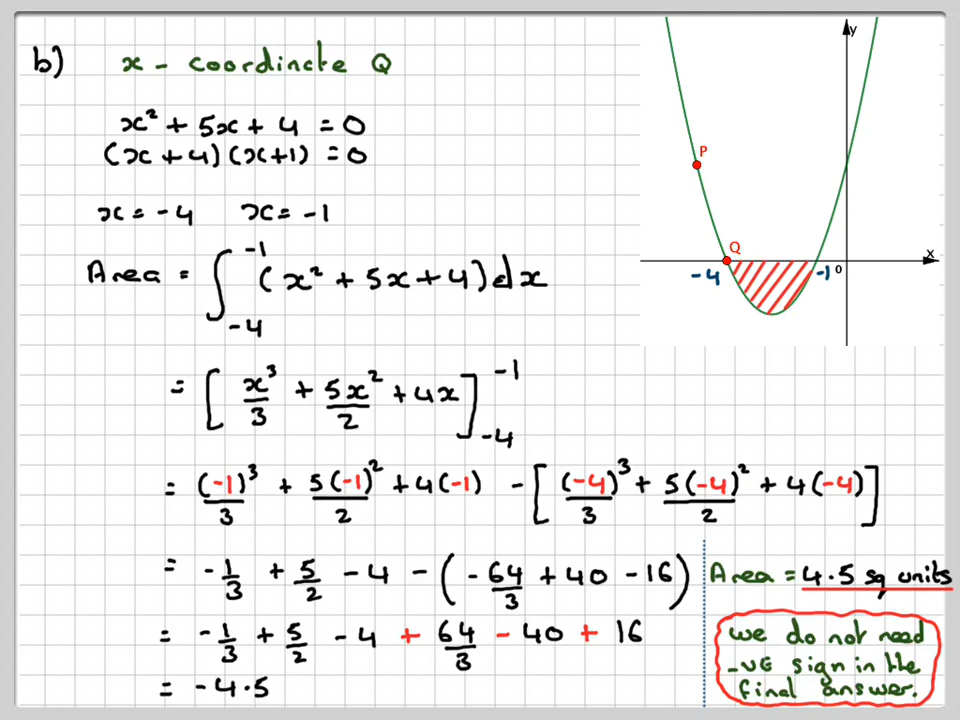 b) x - coordincte Q
x² + 5x + 4 = 0
(x + 4)(x+1) = 0
x = -4 x = -1
Area = ∫₋₄⁻¹ (x² + 5x + 4) dx
= [x³/3 + 5x²/2 + 4x]₋₄⁻¹
= (-1)³/3 + 5(-1)²/2 + 4(-1) - [(-4)³/3 + 5(-4)²/2 + 4(-4)]
= -1/3 + 5/2 - 4 - (-64/3 + 40 - 16)
= -1/3 + 5/2 - 4 + 64/3 - 40 + 16
= -4.5
y
P
Q
x
-4
-1
0
Area = 4.5 sq units
we do not need
-ve sign in the
final answer.